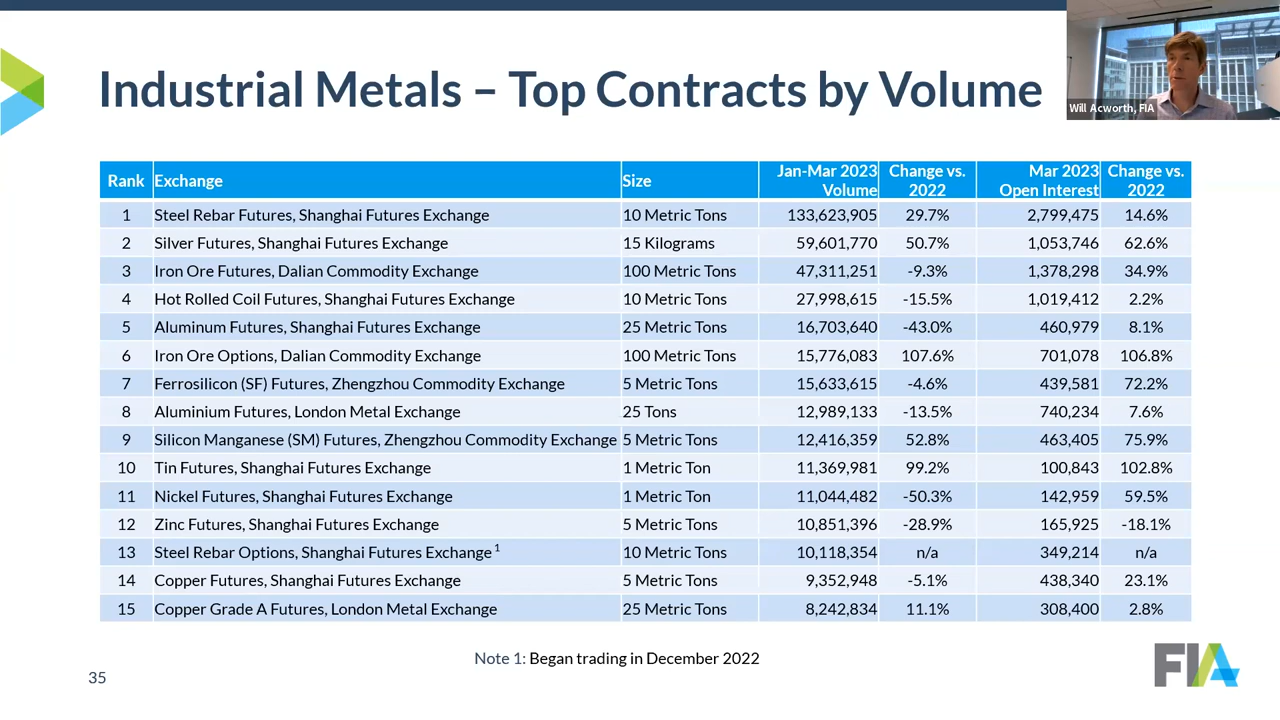 Industrial Metals – Top Contracts by Volume
Will Acworth, FIA
Rank Exchange Size Jan-Mar 2023 Volume Change vs. 2022 Mar 2023 Open Interest Change vs. 2022
1 Steel Rebar Futures, Shanghai Futures Exchange 10 Metric Tons 133,623,905 29.7% 2,799,475 14.6%
2 Silver Futures, Shanghai Futures Exchange 15 Kilograms 59,601,770 50.7% 1,053,746 62.6%
3 Iron Ore Futures, Dalian Commodity Exchange 100 Metric Tons 47,311,251 -9.3% 1,378,298 34.9%
4 Hot Rolled Coil Futures, Shanghai Futures Exchange 10 Metric Tons 27,998,615 -15.5% 1,019,412 2.2%
5 Aluminum Futures, Shanghai Futures Exchange 25 Metric Tons 16,703,640 -43.0% 460,979 8.1%
6 Iron Ore Options, Dalian Commodity Exchange 100 Metric Tons 15,776,083 107.6% 701,078 106.8%
7 Ferrosilicon (SF) Futures, Zhengzhou Commodity Exchange 5 Metric Tons 15,633,615 -4.6% 439,581 72.2%
8 Aluminium Futures, London Metal Exchange 25 Tons 12,989,133 -13.5% 740,234 7.6%
9 Silicon Manganese (SM) Futures, Zhengzhou Commodity Exchange 5 Metric Tons 12,416,359 52.8% 463,405 75.9%
10 Tin Futures, Shanghai Futures Exchange 1 Metric Ton 11,369,981 99.2% 100,843 102.8%
11 Nickel Futures, Shanghai Futures Exchange 1 Metric Ton 11,044,482 -50.3% 142,959 59.5%
12 Zinc Futures, Shanghai Futures Exchange 5 Metric Tons 10,851,396 -28.9% 165,925 -18.1%
13 Steel Rebar Options, Shanghai Futures Exchange 1 10 Metric Tons 10,118,354 n/a 349,214 n/a
14 Copper Futures, Shanghai Futures Exchange 5 Metric Tons 9,352,948 -5.1% 438,340 23.1%
15 Copper Grade A Futures, London Metal Exchange 25 Metric Tons 8,242,834 11.1% 308,400 2.8%
Note 1: Began trading in December 2022
35
FIA